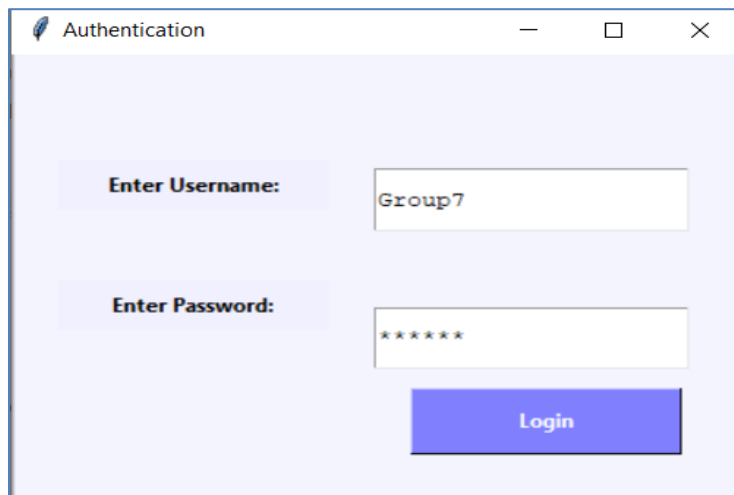 Authentication
Enter Username:
Group7
Enter Password:
******
Login